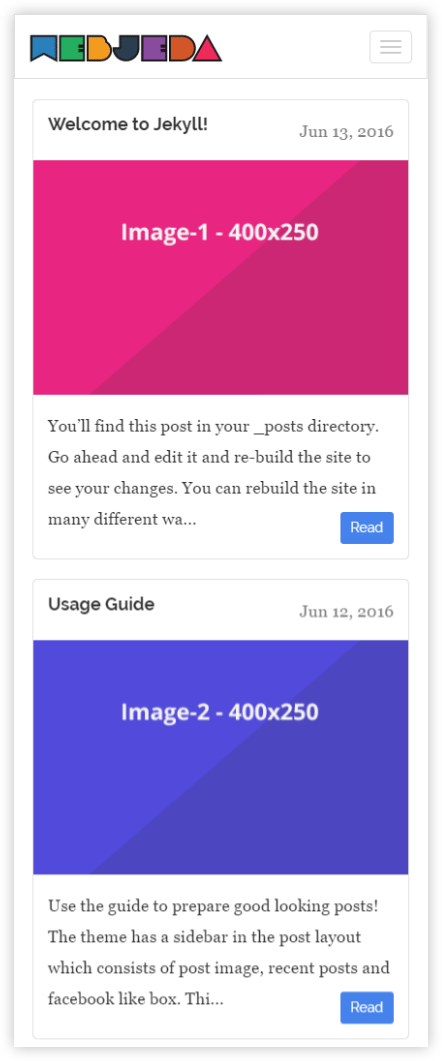 WEBJEDA
Welcome to Jekyll!
Jun 13, 2016
Image-1 - 400x250
You'll find this post in your _posts directory.
Go ahead and edit it and re-build the site to
see your changes. You can rebuild the site in
many different wa...
Read
Usage Guide
Jun 12, 2016
Image-2 - 400x250
Use the guide to prepare good looking posts!
The theme has a sidebar in the post layout
which consists of post image, recent posts and
facebook like box. Thi...
Read